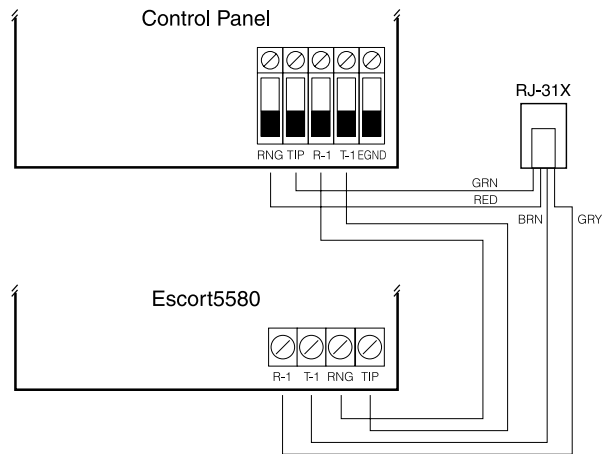 Control Panel
RJ-31X
RNG TIP R-1 T-1 EGND
GRN
RED
BRN GRY
Escort5580
R-1 T-1 RNG TIP